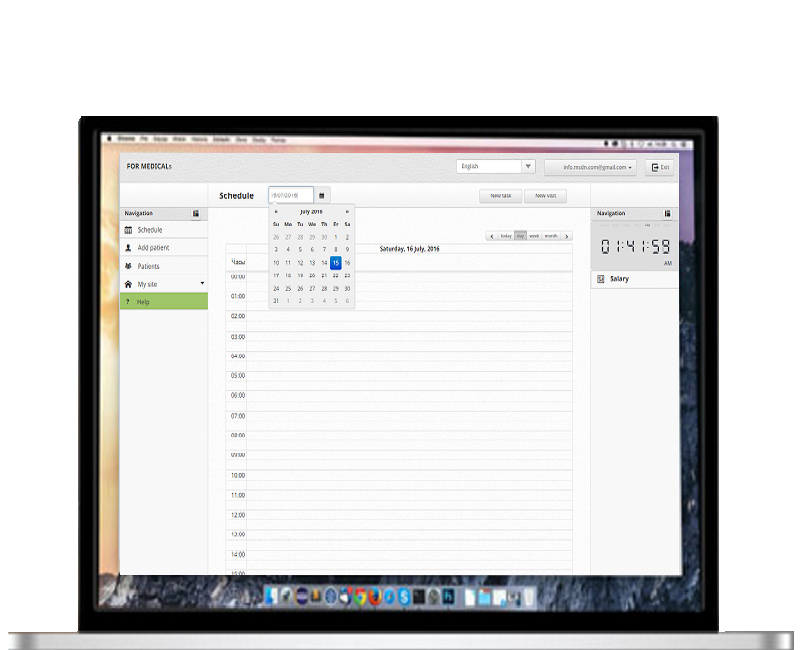 FOR MEDICALs
English
info.msdn.com@gmail.com
Exit
Schedule
New task
New visit
Navigation
Schedule
Add patient
Patients
My site
? Help
« July 2016 »
Su Mo Tu We Th Fr Sa
26 27 28 29 30 1 2
3 4 5 6 7 8 9
10 11 12 13 14 15 16
17 18 19 20 21 22 23
24 25 26 27 28 29 30
31 1 2 3 4 5 6
today day week month
Saturday, 16 July, 2016
Часы
00:00
01:00
02:00
03:00
04:00
05:00
06:00
07:00
08:00
09:00
10:00
11:00
12:00
13:00
14:00
15:00
Navigation
01:41:59
AM
Salary